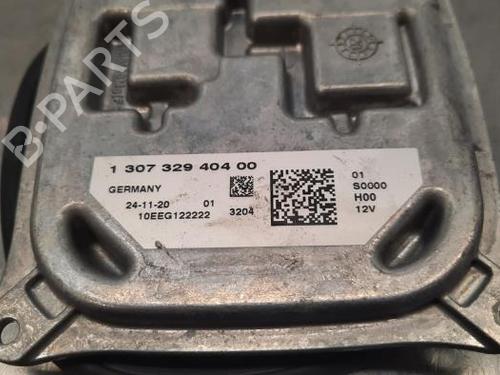 B-PARTS
1 307 329 404 00
GERMANY
24-11-20 01
10EEG122222 3204
01
S0000
H00
12V